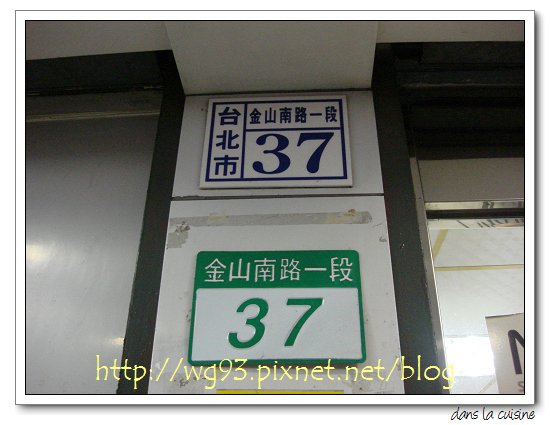 台北市
金山南路一段
37
金山南路一段
37
http://wg93.pixnet.net/blog
dans la cuisine